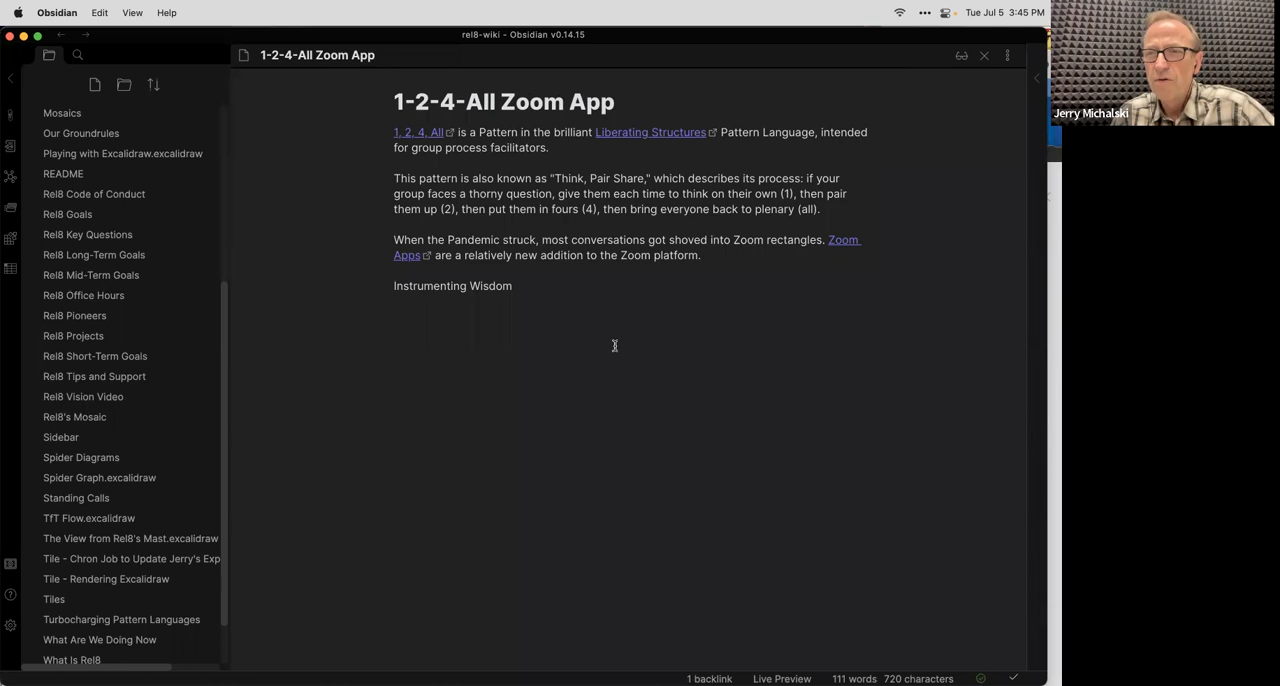 Obsidian Edit View Help
Tue Jul 5 3:45 PM
rel8-wiki - Obsidian v0.14.15
1-2-4-All Zoom App
Mosaics
Our Groundrules
Playing with Excalidraw.excalidraw
README
Rel8 Code of Conduct
Rel8 Goals
Rel8 Key Questions
Rel8 Long-Term Goals
Rel8 Mid-Term Goals
Rel8 Office Hours
Rel8 Pioneers
Rel8 Projects
Rel8 Short-Term Goals
Rel8 Tips and Support
Rel8 Vision Video
Rel8's Mosaic
Sidebar
Spider Diagrams
Spider Graph.excalidraw
Standing Calls
TfT Flow.excalidraw
The View from Rel8's Mast.excalidraw
Tile - Chron Job to Update Jerry's Exp
Tile - Rendering Excalidraw
Tiles
Turbocharging Pattern Languages
What Are We Doing Now
What Is Rel8
1-2-4-All Zoom App
1, 2, 4, All is a Pattern in the brilliant Liberating Structures Pattern Language, intended
for group process facilitators.
This pattern is also known as "Think, Pair Share," which describes its process: if your
group faces a thorny question, give them each time to think on their own (1), then pair
them up (2), then put them in fours (4), then bring everyone back to plenary (all).
When the Pandemic struck, most conversations got shoved into Zoom rectangles. Zoom
Apps are a relatively new addition to the Zoom platform.
Instrumenting Wisdom
1 backlink Live Preview 111 words 720 characters
Jerry Michalski